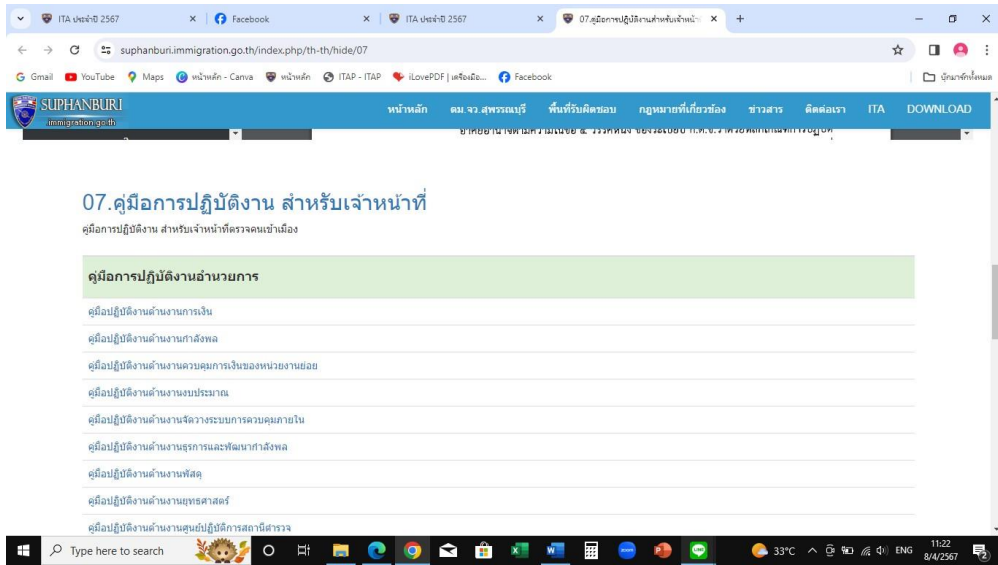 ITA ประจำปี 2567
Facebook
ITA ประจำปี 2567
07.คู่มือการปฏิบัติงานสำหรับเจ้าหน้า
suphanburi.immigration.go.th/index.php/th-th/hide/07
Gmail YouTube Maps หน้าหลัก - Canva หน้าหลัก ITAP - ITAP iLovePDF | เครื่องมือ... Facebook บุ๊กมาร์กทั้งหมด
SUPHANBURI
immigration.go.th
หน้าหลัก ตม.จว.สุพรรณบุรี พื้นที่รับผิดชอบ กฎหมายที่เกี่ยวข้อง ข่าวสาร ติดต่อเรา ITA DOWNLOAD
07.คู่มือการปฏิบัติงาน สำหรับเจ้าหน้าที่
คู่มือการปฏิบัติงาน สำหรับเจ้าหน้าที่ตรวจคนเข้าเมือง
คู่มือการปฏิบัติงานอำนวยการ
คู่มือปฏิบัติงานด้านงานการเงิน
คู่มือปฏิบัติงานด้านงานกำลังพล
คู่มือปฏิบัติงานด้านงานควบคุมการเงินของหน่วยงานย่อย
คู่มือปฏิบัติงานด้านงานงบประมาณ
คู่มือปฏิบัติงานด้านงานจัดวางระบบการควบคุมภายใน
คู่มือปฏิบัติงานด้านงานธุรการและพัฒนากำลังพล
คู่มือปฏิบัติงานด้านงานพัสดุ
คู่มือปฏิบัติงานด้านงานยุทธศาสตร์
คู่มือปฏิบัติงานด้านงานศูนย์ปฏิบัติการสถานีตำรวจ
Type here to search 33°C ENG 11:22
8/4/2567